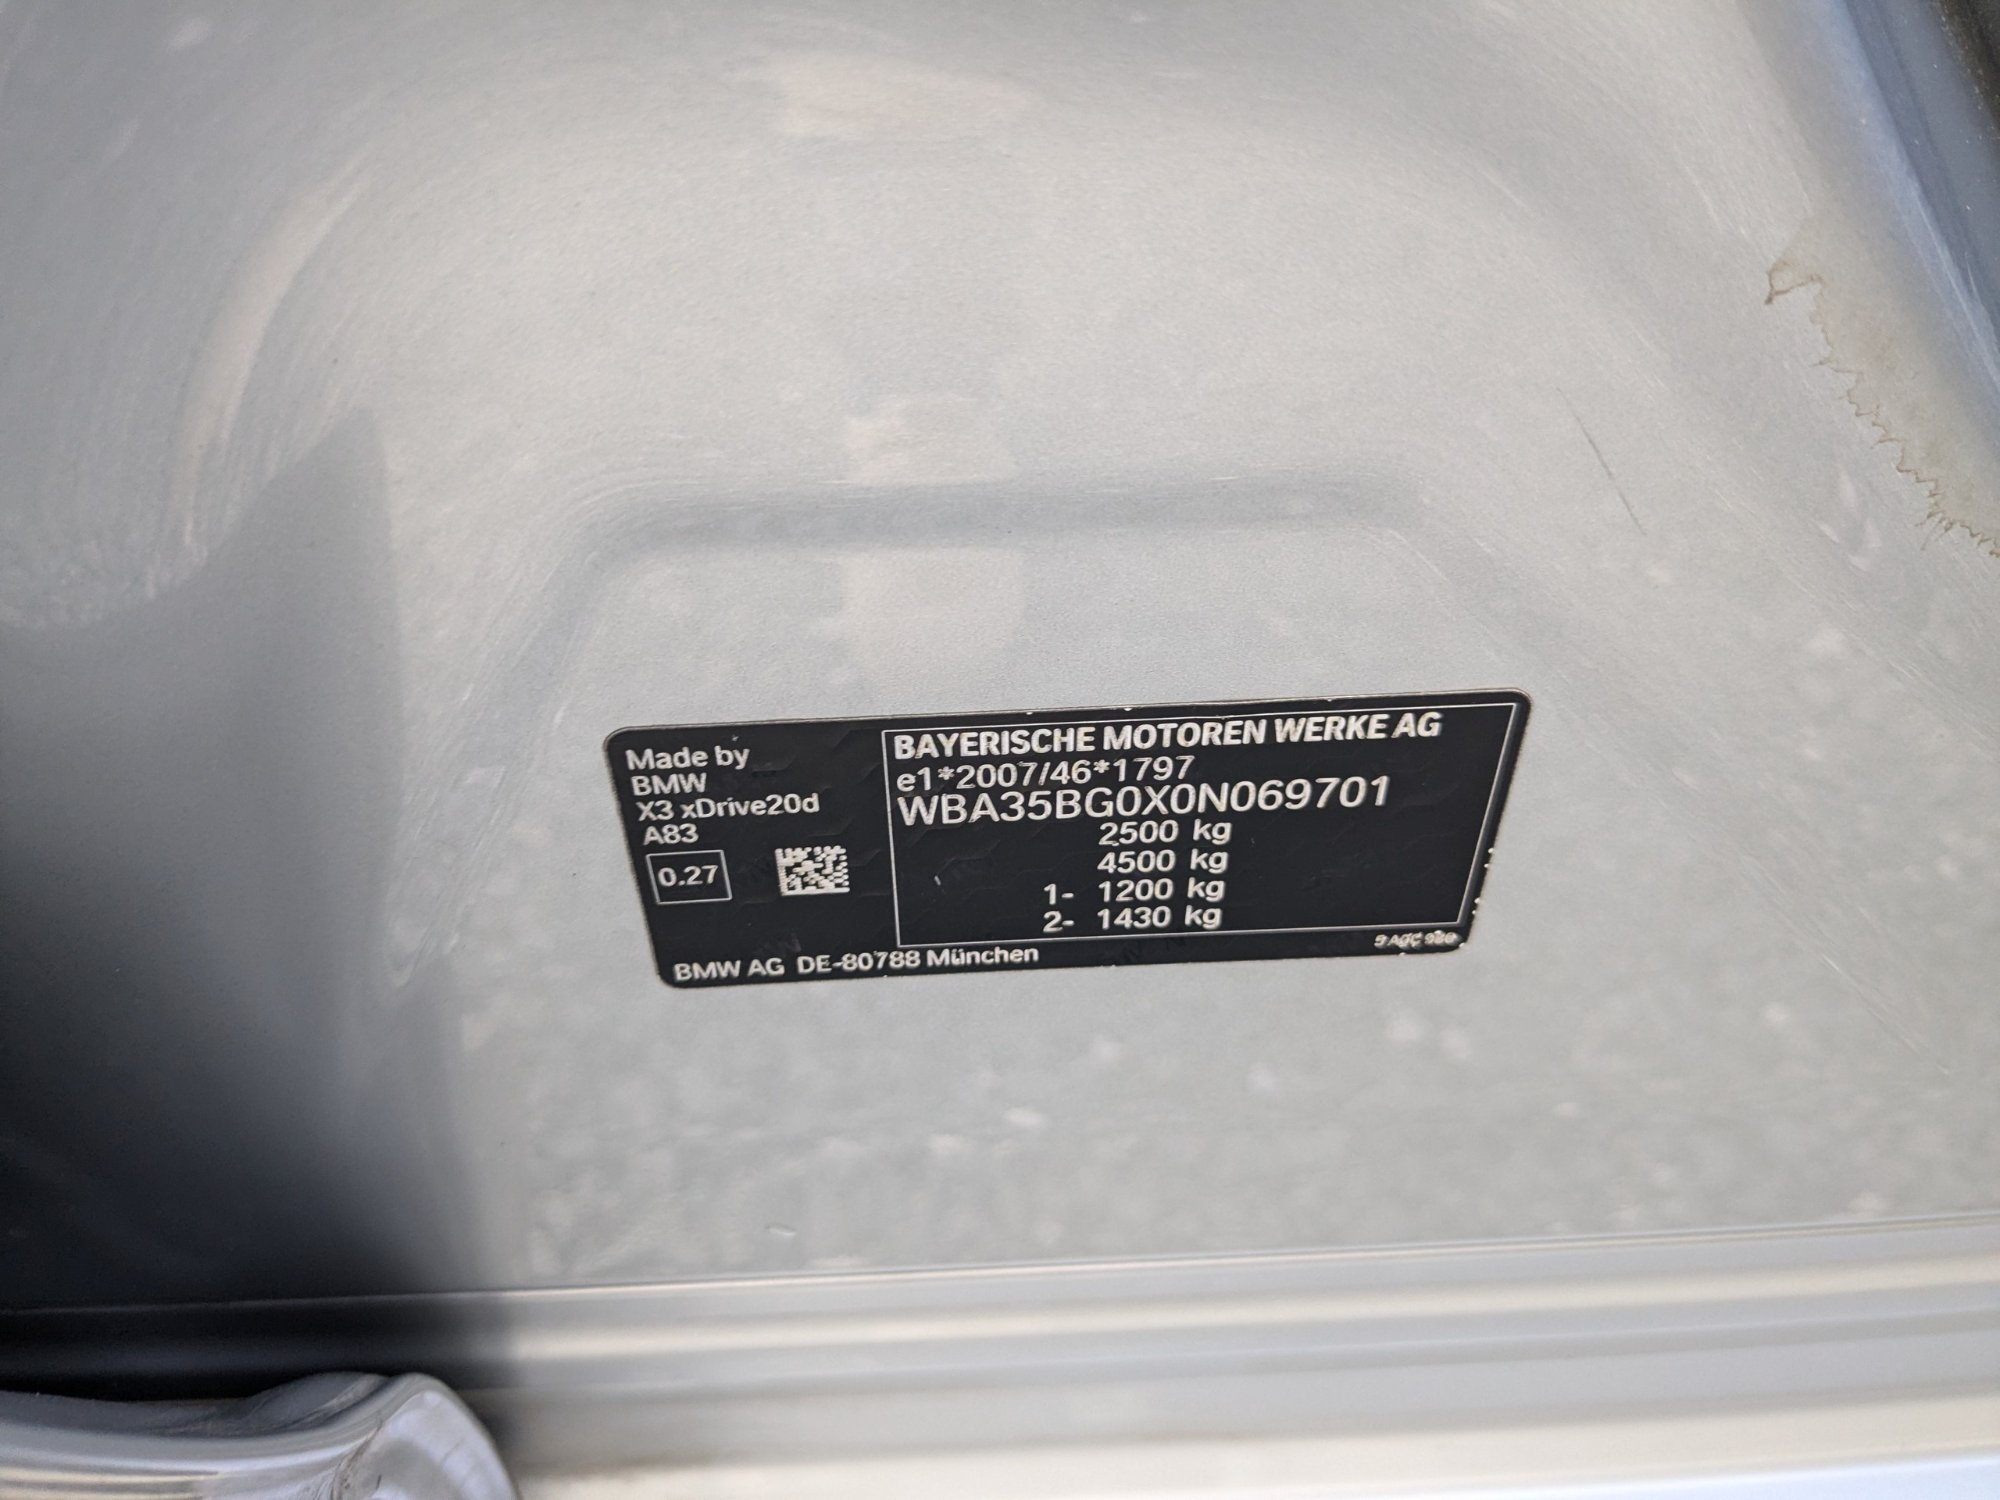 Made by
BMW
X3 xDrive20d
A83
0.27
BAYERISCHE MOTOREN WERKE AG
e1*2007/46*1797
WBA35BG0X0N069701
2500 kg
4500 kg
1- 1200 kg
2- 1430 kg
BMW AG DE-80788 München